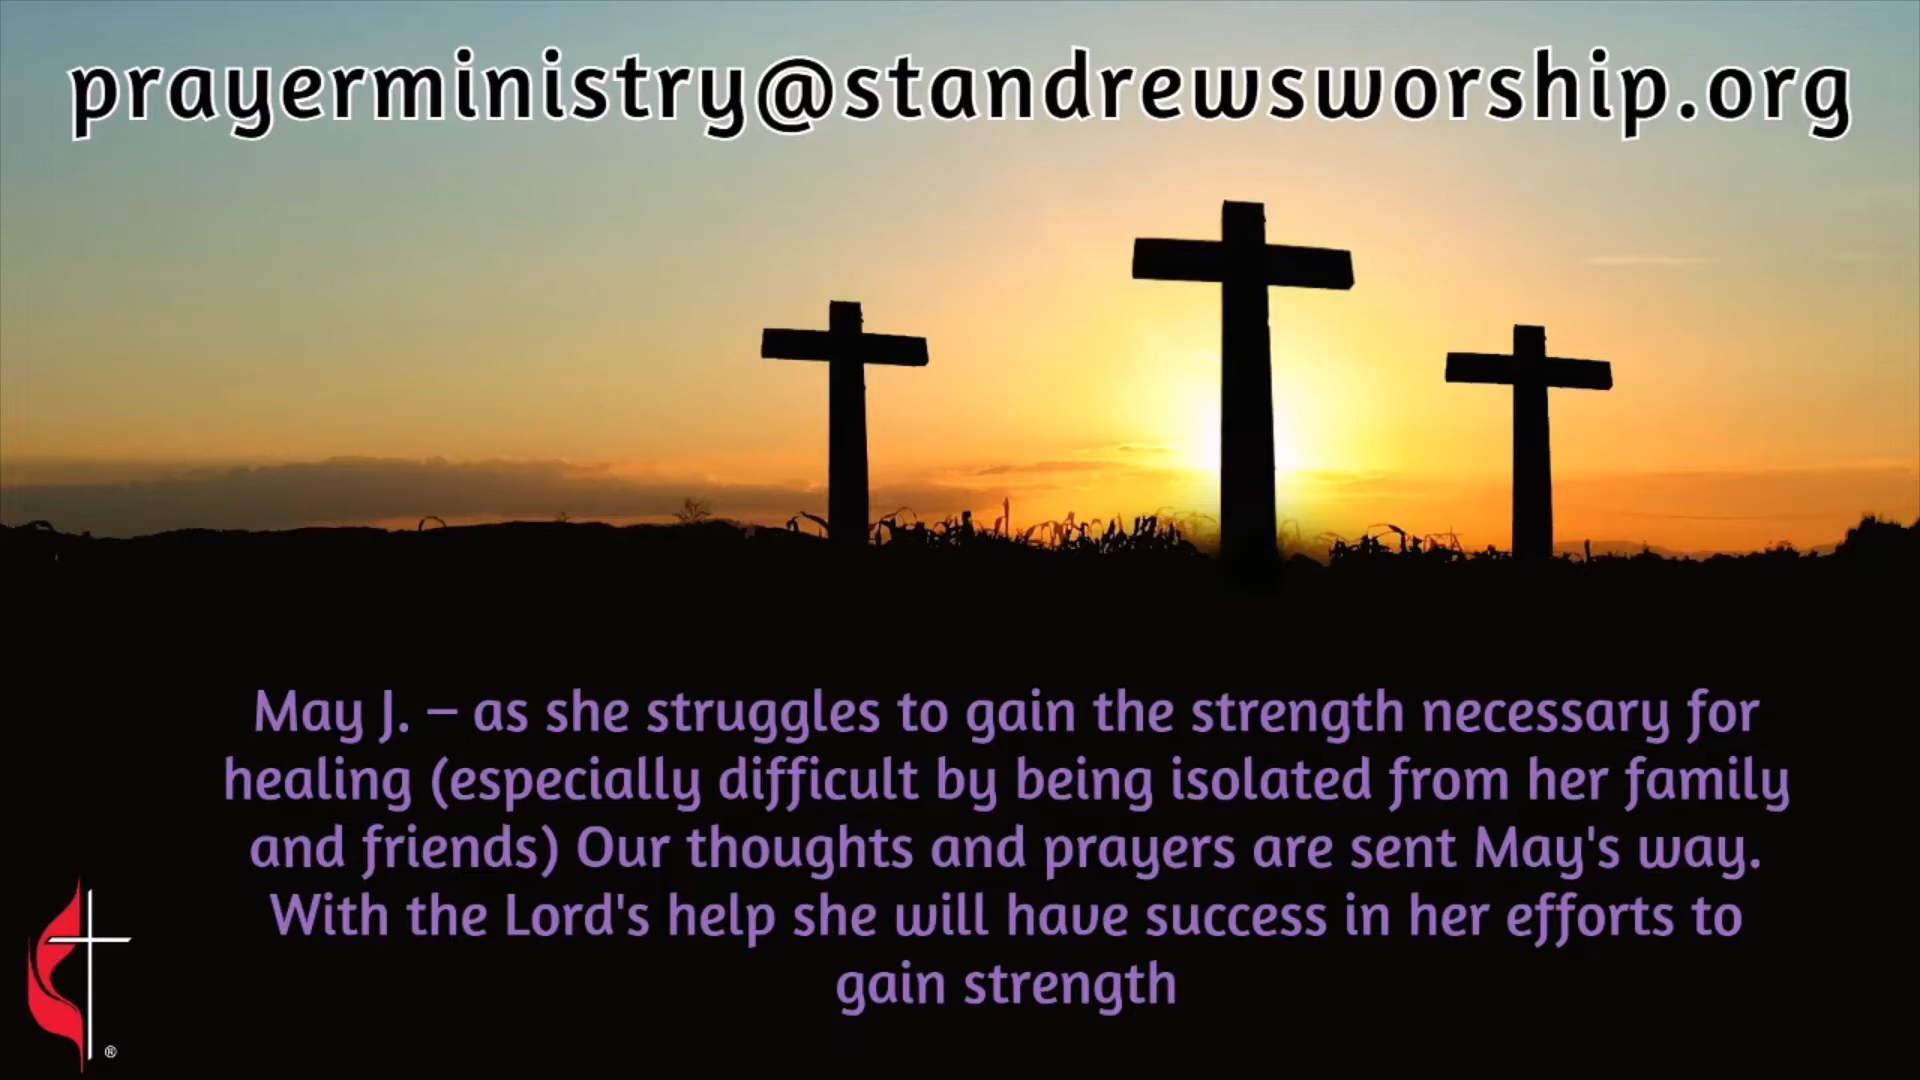 prayerministry@standrewsworship.org
May J. – as she struggles to gain the strength necessary for
healing (especially difficult by being isolated from her family
and friends) Our thoughts and prayers are sent May's way.
With the Lord's help she will have success in her efforts to
gain strength
®